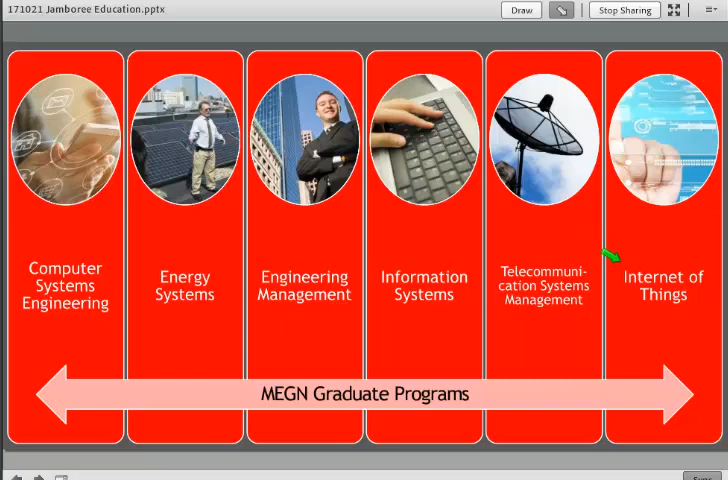 171021 Jamboree Education.pptx
Draw
Stop Sharing
Computer
Systems
Engineering
Energy
Systems
Engineering
Management
Information
Systems
Telecommuni-
cation Systems
Management
Internet of
Things
MEGN Graduate Programs
Sync